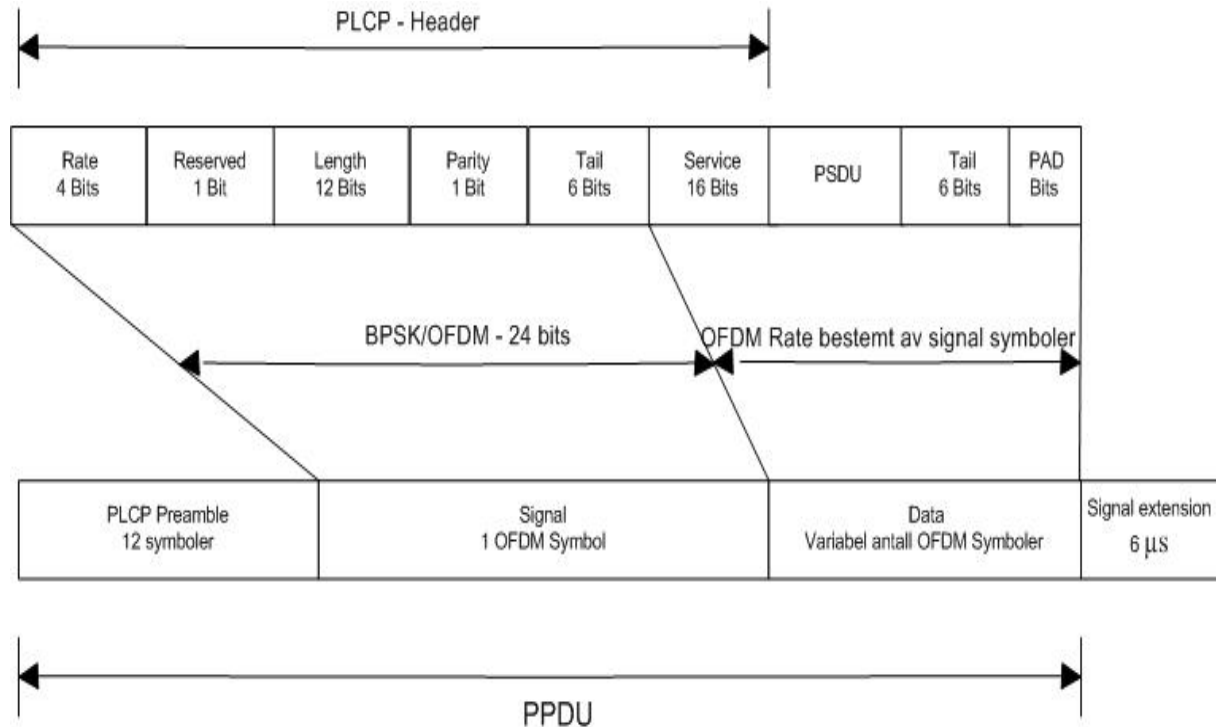 PLCP - Header
Rate
4 Bits
Reserved
1 Bit
Length
12 Bits
Parity
1 Bit
Tail
6 Bits
Service
16 Bits
PSDU
Tail
6 Bits
PAD
Bits
BPSK/OFDM - 24 bits
OFDM Rate bestemt av signal symboler
PLCP Preamble
12 symboler
Signal
1 OFDM Symbol
Data
Variabel antall OFDM Symboler
Signal extension
6 µs
PPDU